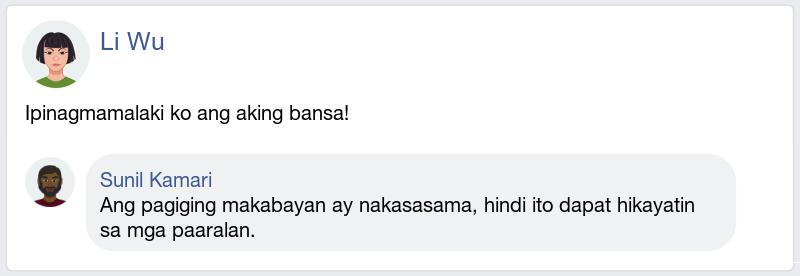 Li Wu
Ipinagmamalaki ko ang aking bansa!
Sunil Kamari
Ang pagiging makabayan ay nakasasama, hindi ito dapat hikayatin
sa mga paaralan.